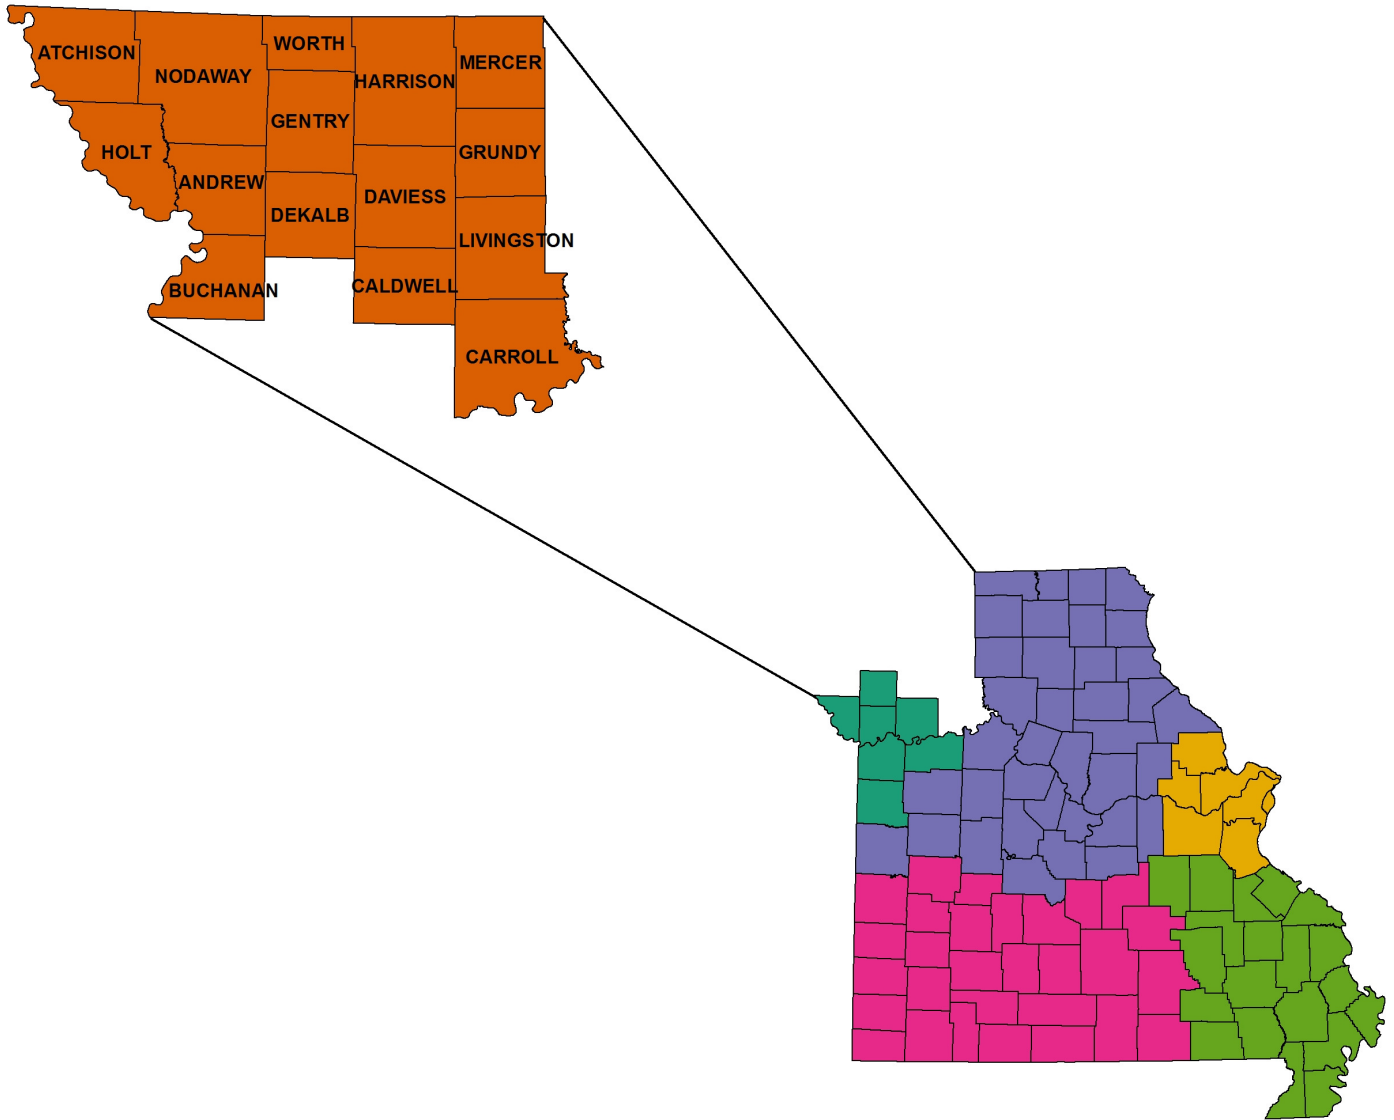 WORTH
ATCHISON
MERCER
NODAWAY
HARRISON
GENTRY
HOLT
GRUNDY
ANDREW
DAVIESS
DEKALB
LIVINGSTON
BUCHANAN
CALDWELL
CARROLL